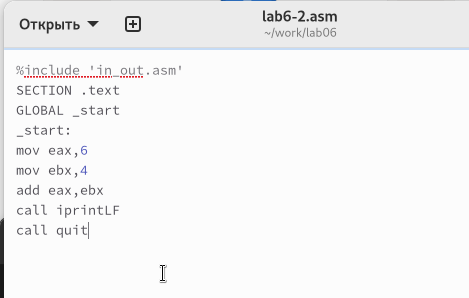 Открыть
lab6-2.asm
~/work/lab06
%include 'in_out.asm'
SECTION .text
GLOBAL _start
_start:
mov eax,6
mov ebx,4
add eax,ebx
call iprintLF
call quit